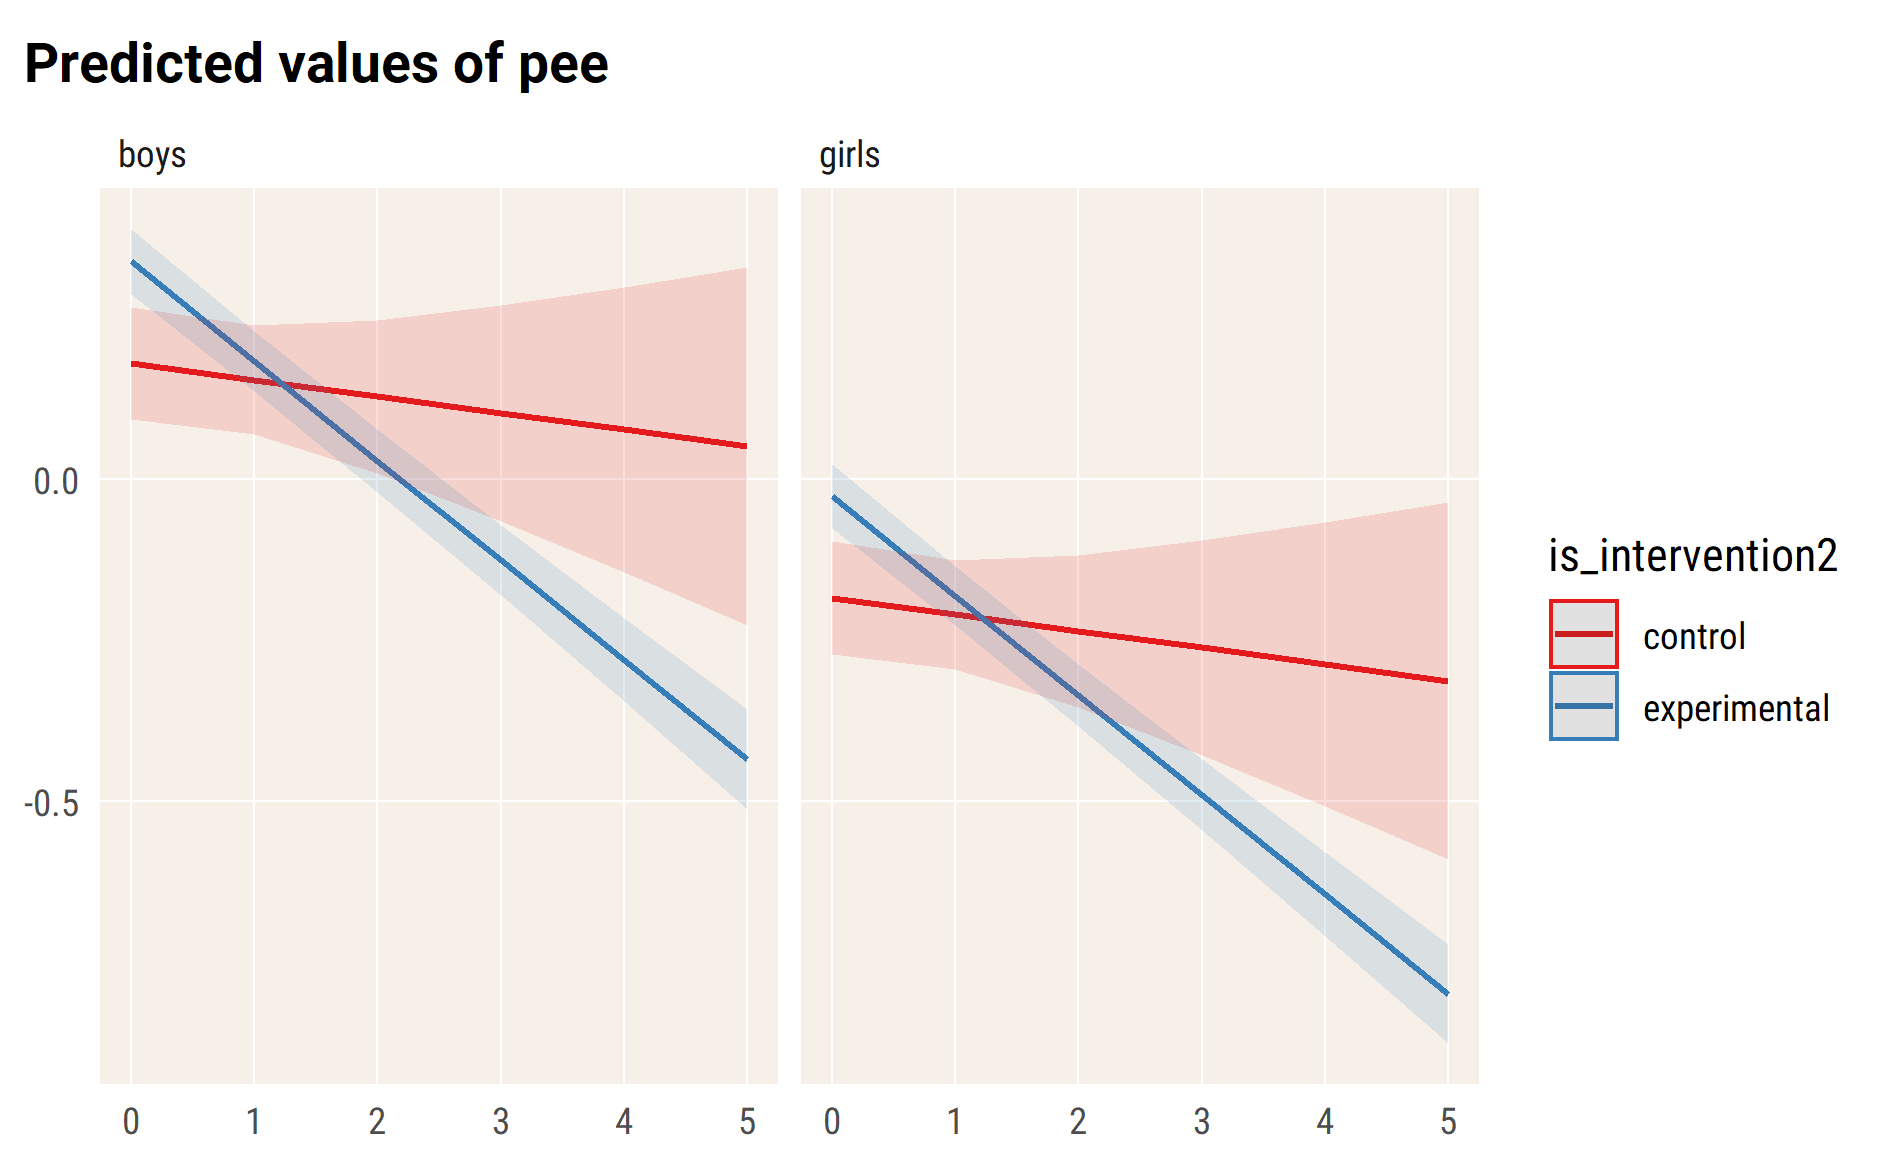 Predicted values of pee
boys
girls
0.0
-0.5
0 1 2 3 4 5
0 1 2 3 4 5
is_intervention2
control
experimental